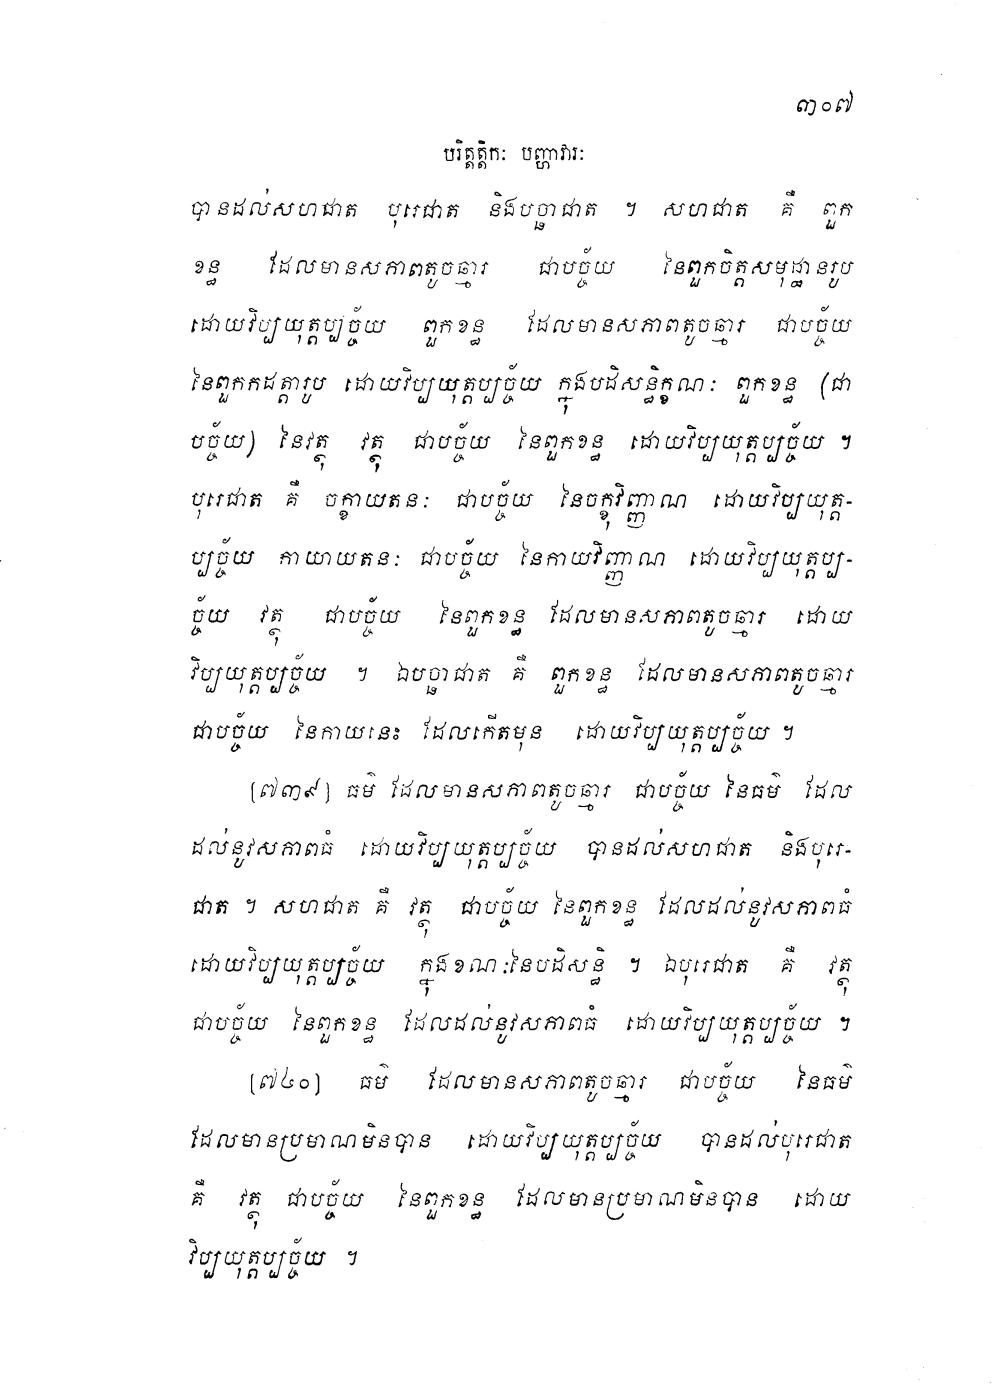 ៣០៧
បរិត្តត្តិកៈ បញ្ហាវារៈ
បានដល់សហជាត បុរេជាត និងបច្ឆាជាត ។ សហជាត គឺ ពួក
ខន្ធ ដែលមានសភាពតូចឆ្មារ ជាបច្ច័យ នៃពួកចិត្តសមុដ្ឋានរូប
ដោយវិប្បយុត្តប្បច្ច័យ ពួកខន្ធ ដែលមានសភាពតូចឆ្មារ ជាបច្ច័យ
នៃពួកកដត្តារូប ដោយវិប្បយុត្តប្បច្ច័យ ក្នុងបដិសន្ធិក្ខណៈ ពួកខន្ធ (ជា
បច្ច័យ) នៃវត្ថុ វត្ថុ ជាបច្ច័យ នៃពួកខន្ធ ដោយវិប្បយុត្តប្បច្ច័យ ។
បុរេជាត គឺ ចក្ខាយតនៈ ជាបច្ច័យ នៃចក្ខុវិញ្ញាណ ដោយវិប្បយុត្ត-
ប្បច្ច័យ កាយាយតនៈ ជាបច្ច័យ នៃកាយវិញ្ញាណ ដោយវិប្បយុត្តប្ប-
ច្ច័យ វត្ថុ ជាបច្ច័យ នៃពួកខន្ធ ដែលមានសភាពតូចឆ្មារ ដោយ
វិប្បយុត្តប្បច្ច័យ ។ ឯបច្ឆាជាត គឺ ពួកខន្ធ ដែលមានសភាពតូចឆ្មារ
ជាបច្ច័យ នៃកាយនេះ ដែលកើតមុន ដោយវិប្បយុត្តប្បច្ច័យ ។
(៧៣៩) ធម៌ ដែលមានសភាពតូចឆ្មារ ជាបច្ច័យ នៃធម៌ ដែល
ដល់នូវសភាពធំ ដោយវិប្បយុត្តប្បច្ច័យ បានដល់សហជាត និងបុរេ-
ជាត ។ សហជាត គឺ វត្ថុ ជាបច្ច័យ នៃពួកខន្ធ ដែលដល់នូវសភាពធំ
ដោយវិប្បយុត្តប្បច្ច័យ ក្នុងខណៈនៃបដិសន្ធិ ។ ឯបុរេជាត គឺ វត្ថុ
ជាបច្ច័យ នៃពួកខន្ធ ដែលដល់នូវសភាពធំ ដោយវិប្បយុត្តប្បច្ច័យ ។
(៧៤០) ធម៌ ដែលមានសភាពតូចឆ្មារ ជាបច្ច័យ នៃធម៌
ដែលមានប្រមាណមិនបាន ដោយវិប្បយុត្តប្បច្ច័យ បានដល់បុរេជាត
គឺ វត្ថុ ជាបច្ច័យ នៃពួកខន្ធ ដែលមានប្រមាណមិនបាន ដោយ
វិប្បយុត្តប្បច្ច័យ ។